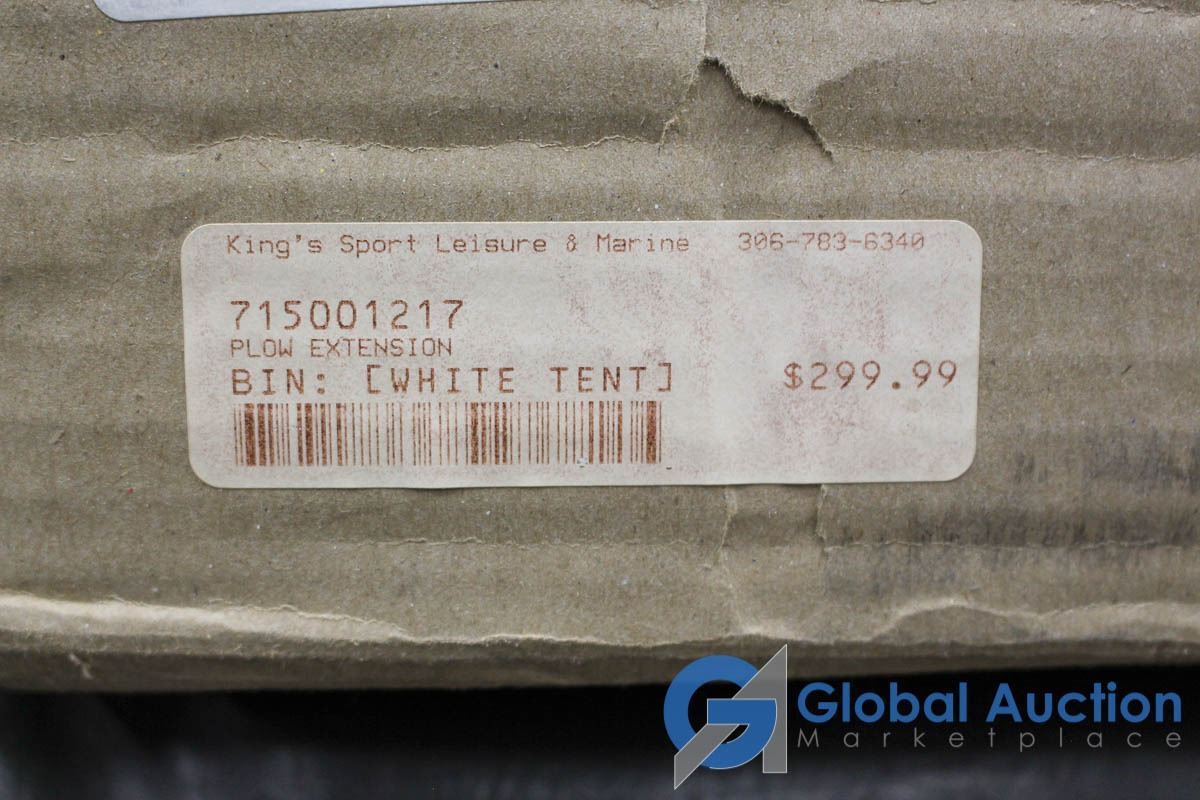 King's Sport Leisure & Marine 306-783-6340
715001217
PLOW EXTENSION
BIN: [WHITE TENT] $299.99
Global Auction
Marketplace